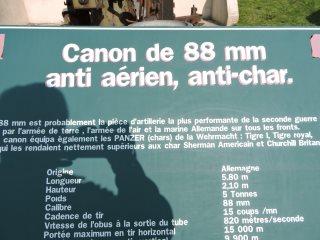 Canon de 88 mm
anti aérien, anti-char.
88 mm est probablement la pièce d'artillerie la plus performante de la seconde guerre
par l'armée de terre , l'armée de l'air et la marine Allemande sur tous les fronts.
canon équipa également les PANZER (chars) de la Wehrmacht : Tigre I, Tigre royal,
qui les rendaient nettement supérieurs aux char Sherman Americain et Churchill Britan
Origine Allemagne
Longueur 5,80 m
Hauteur 2,10 m
Poids 5 Tonnes
Calibre 88 mm
Cadence de tir 15 coups /mn
Vitesse de l'obus à la sortie du tube 820 mètres/seconde
Portée maximum en tir horizontal 15 000 m
9 900 m